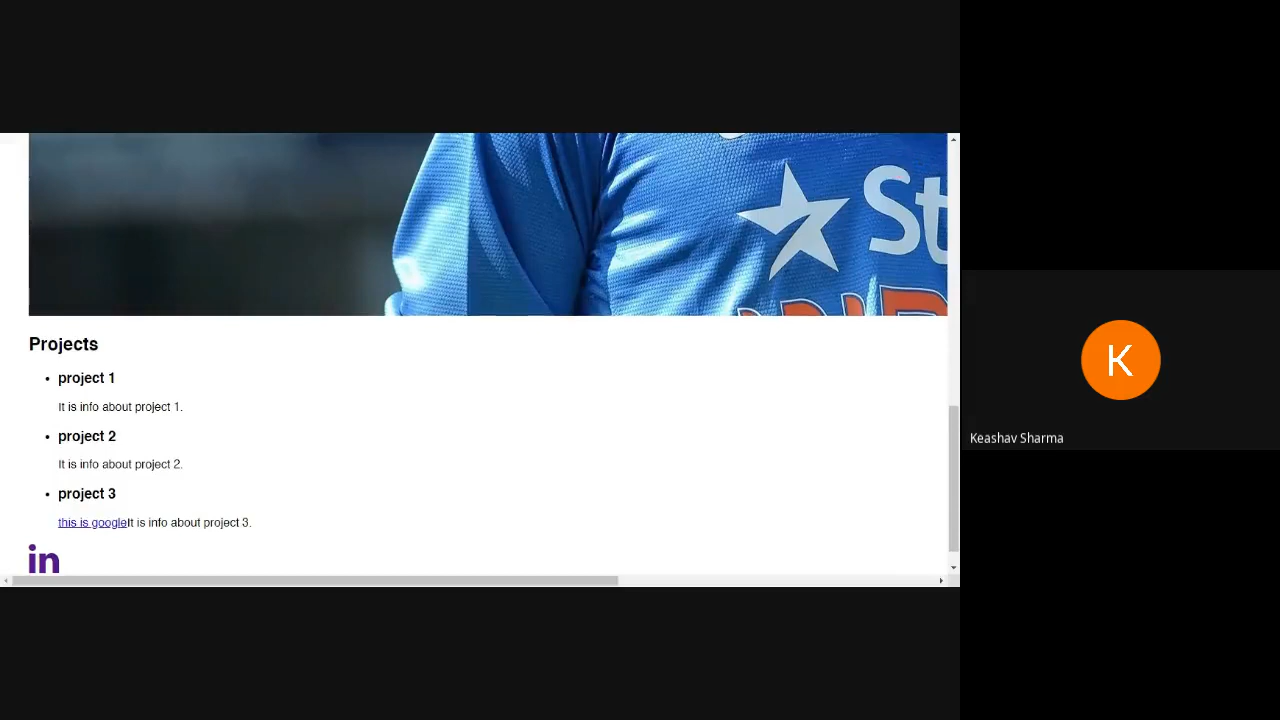 St
Projects
• project 1
It is info about project 1.
• project 2
It is info about project 2.
• project 3
this is googleIt is info about project 3.
in
K
Keashav Sharma